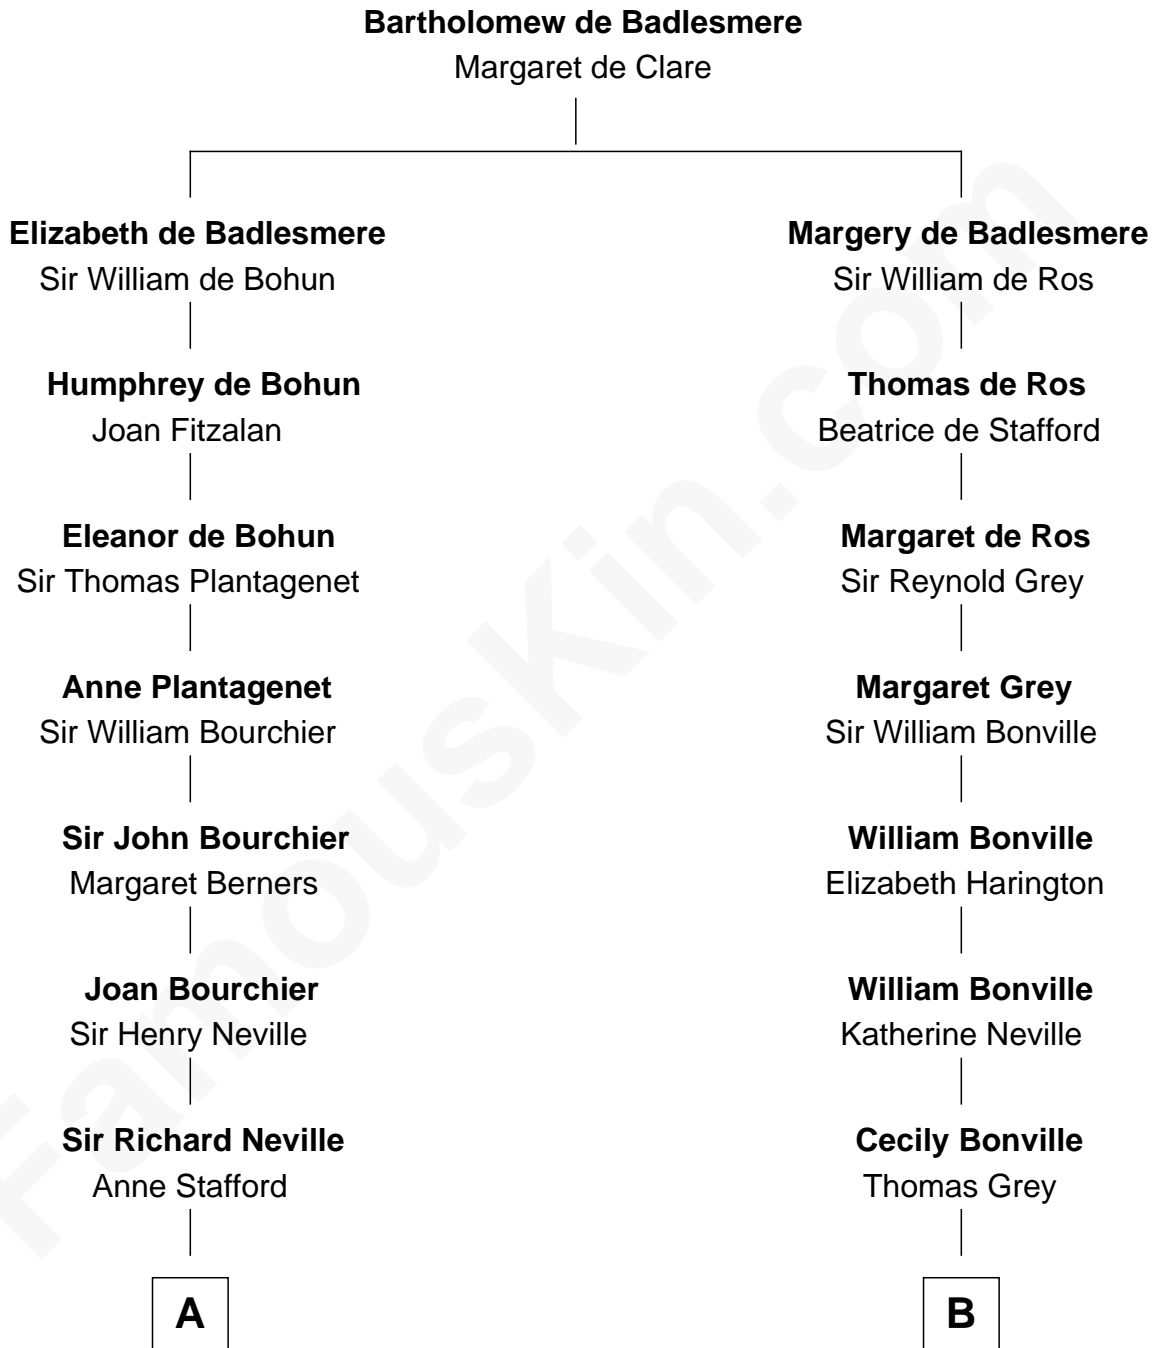 Bartholomew de Badlesmere
Margaret de Clare
Elizabeth de Badlesmere
Sir William de Bohun
Humphrey de Bohun
Joan Fitzalan
Eleanor de Bohun
Sir Thomas Plantagenet
Anne Plantagenet
Sir William Bourchier
Sir John Bourchier
Margaret Berners
Joan Bourchier
Sir Henry Neville
Sir Richard Neville
Anne Stafford
A
Margery de Badlesmere
Sir William de Ros
Thomas de Ros
Beatrice de Stafford
Margaret de Ros
Sir Reynold Grey
Margaret Grey
Sir William Bonville
William Bonville
Elizabeth Harington
William Bonville
Katherine Neville
Cecily Bonville
Thomas Grey
B
FamousKin.com